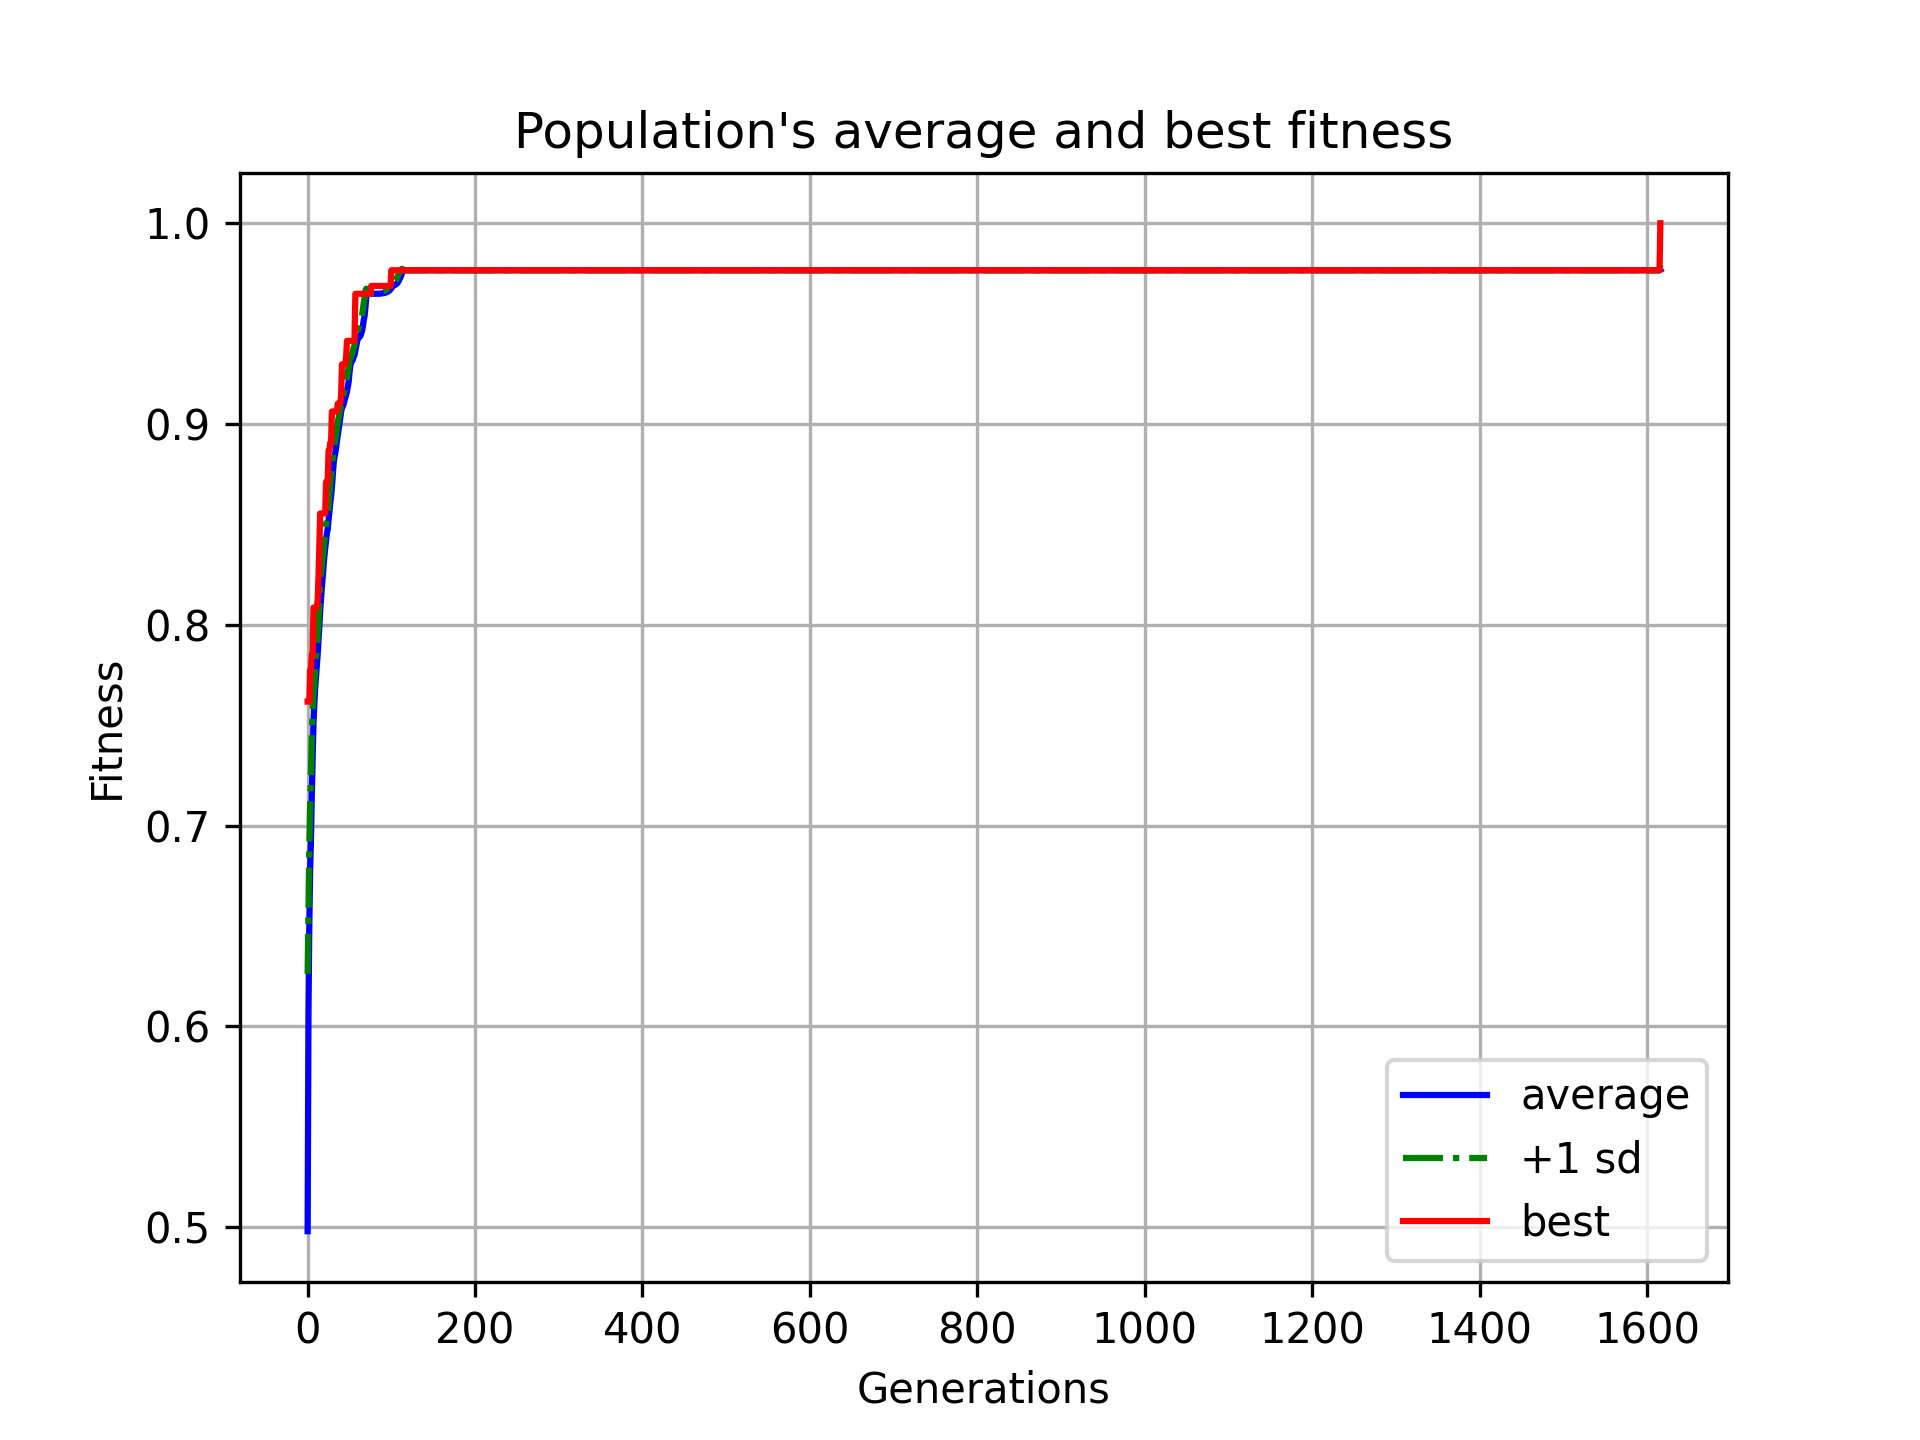 Population's average and best fitness
1.0
0.9
0.8
0.7
0.6
0.5
Fitness
0 200 400 600 800 1000 1200 1400 1600
Generations
average
+1 sd
best